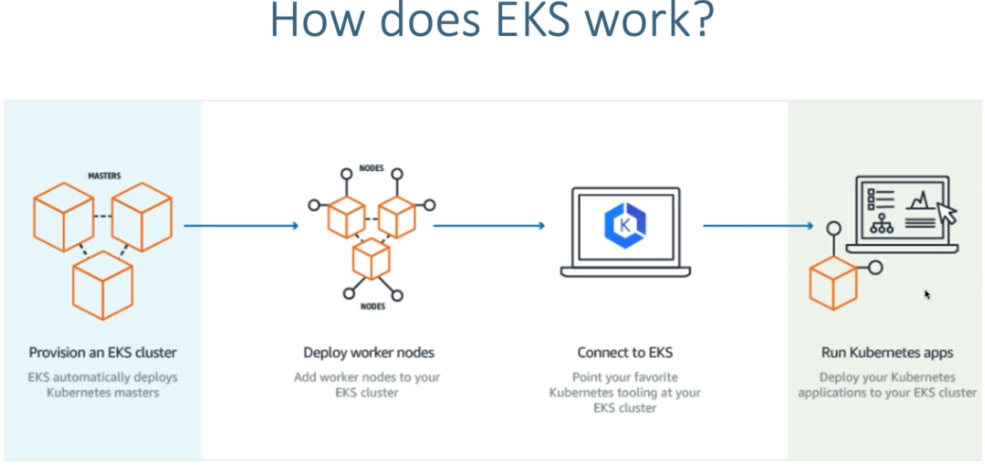 How does EKS work?
MASTERS
NODES
NODES
K
Provision an EKS cluster
EKS automatically deploys
Kubernetes masters
Deploy worker nodes
Add worker nodes to your
EKS cluster
Connect to EKS
Point your favorite
Kubernetes tooling at your
EKS cluster
Run Kubernetes apps
Deploy your Kubernetes
applications to your EKS cluster